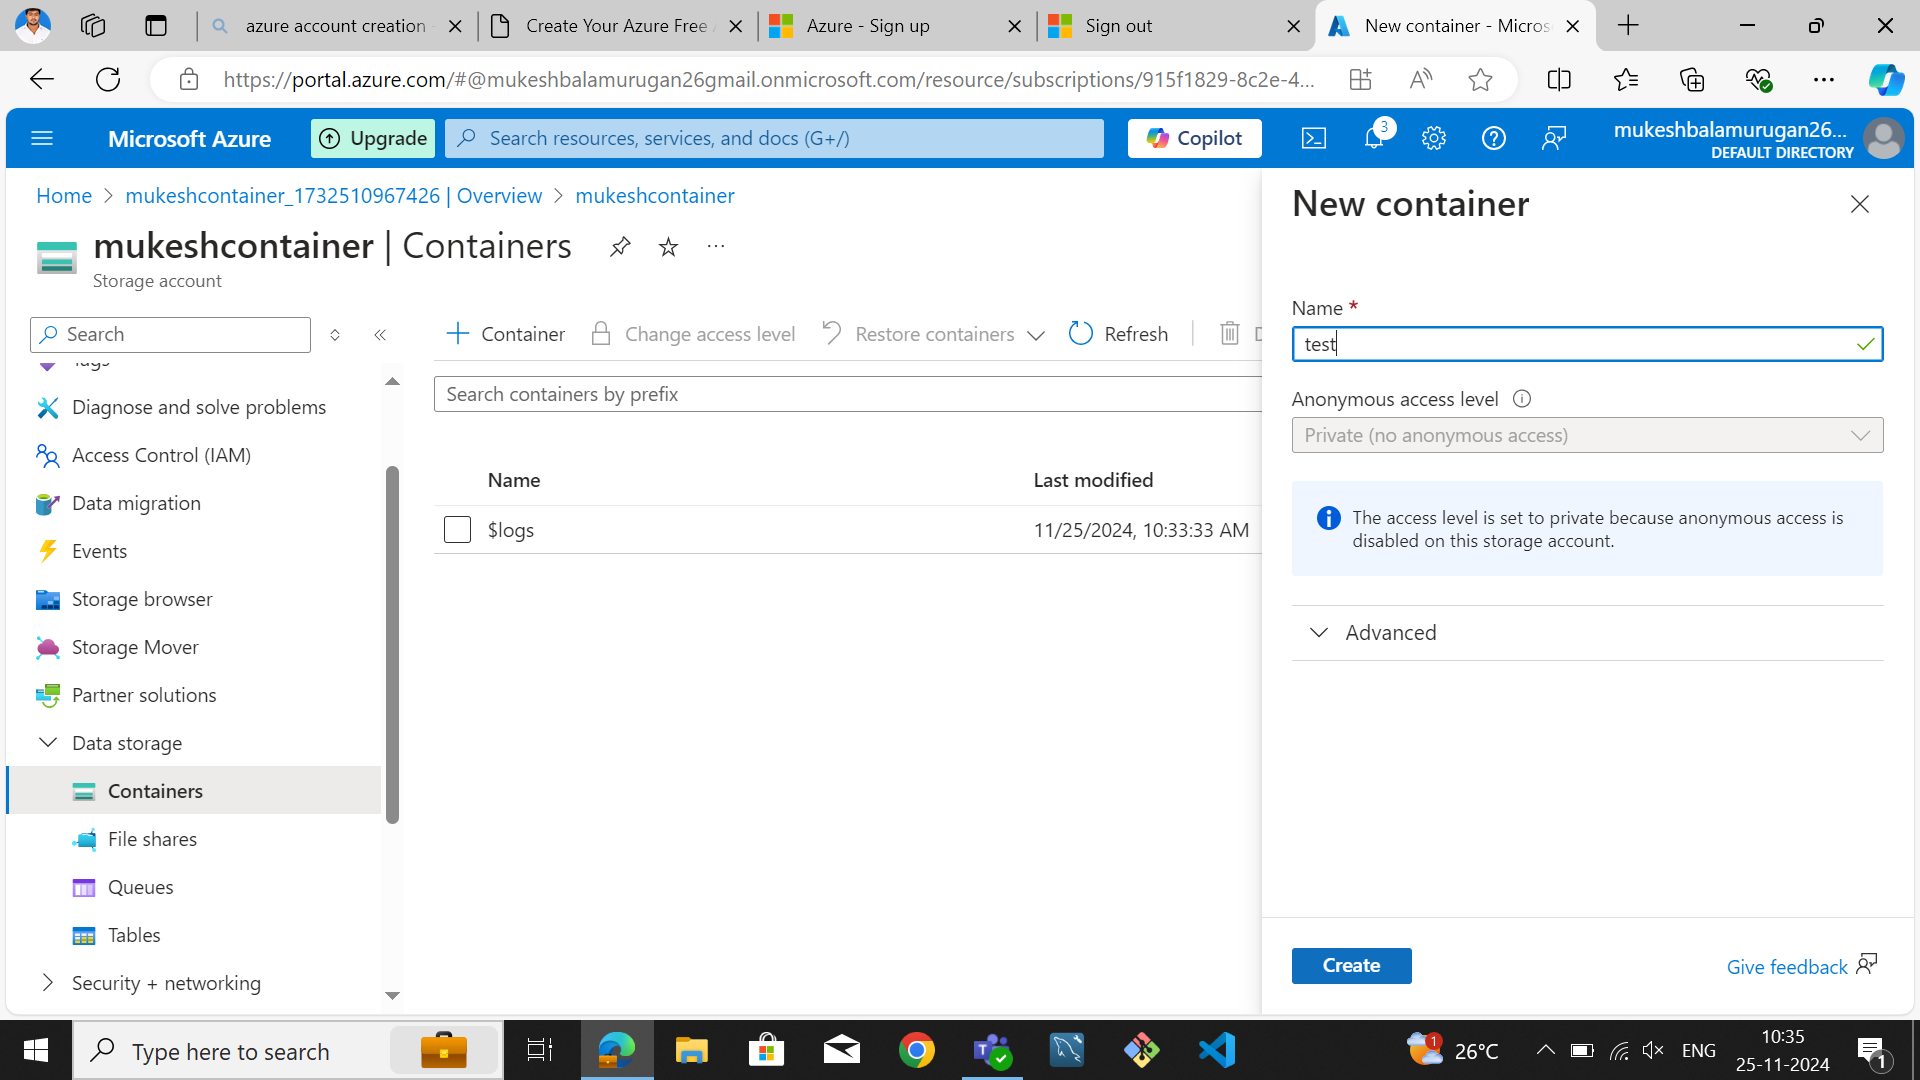 azure account creation -
Create Your Azure Free A
Azure - Sign up
Sign out
New container - Micros
https://portal.azure.com/#@mukeshbalamurugan26gmail.onmicrosoft.com/resource/subscriptions/915f1829-8c2e-4...
Microsoft Azure
Upgrade
Search resources, services, and docs (G+/)
Copilot
3
mukeshbalamurugan26...
DEFAULT DIRECTORY
Home > mukeshcontainer_1732510967426 | Overview > mukeshcontainer
mukeshcontainer | Containers
Storage account
Search
Tags
Diagnose and solve problems
Access Control (IAM)
Data migration
Events
Storage browser
Storage Mover
Partner solutions
Data storage
Containers
File shares
Queues
Tables
Security + networking
+ Container
Change access level
Restore containers
Refresh
D
Search containers by prefix
Name Last modified
$logs 11/25/2024, 10:33:33 AM
New container
Name *
test
Anonymous access level
Private (no anonymous access)
The access level is set to private because anonymous access is
disabled on this storage account.
Advanced
Create
Give feedback
Type here to search
1
26°C
ENG
10:35
25-11-2024
1